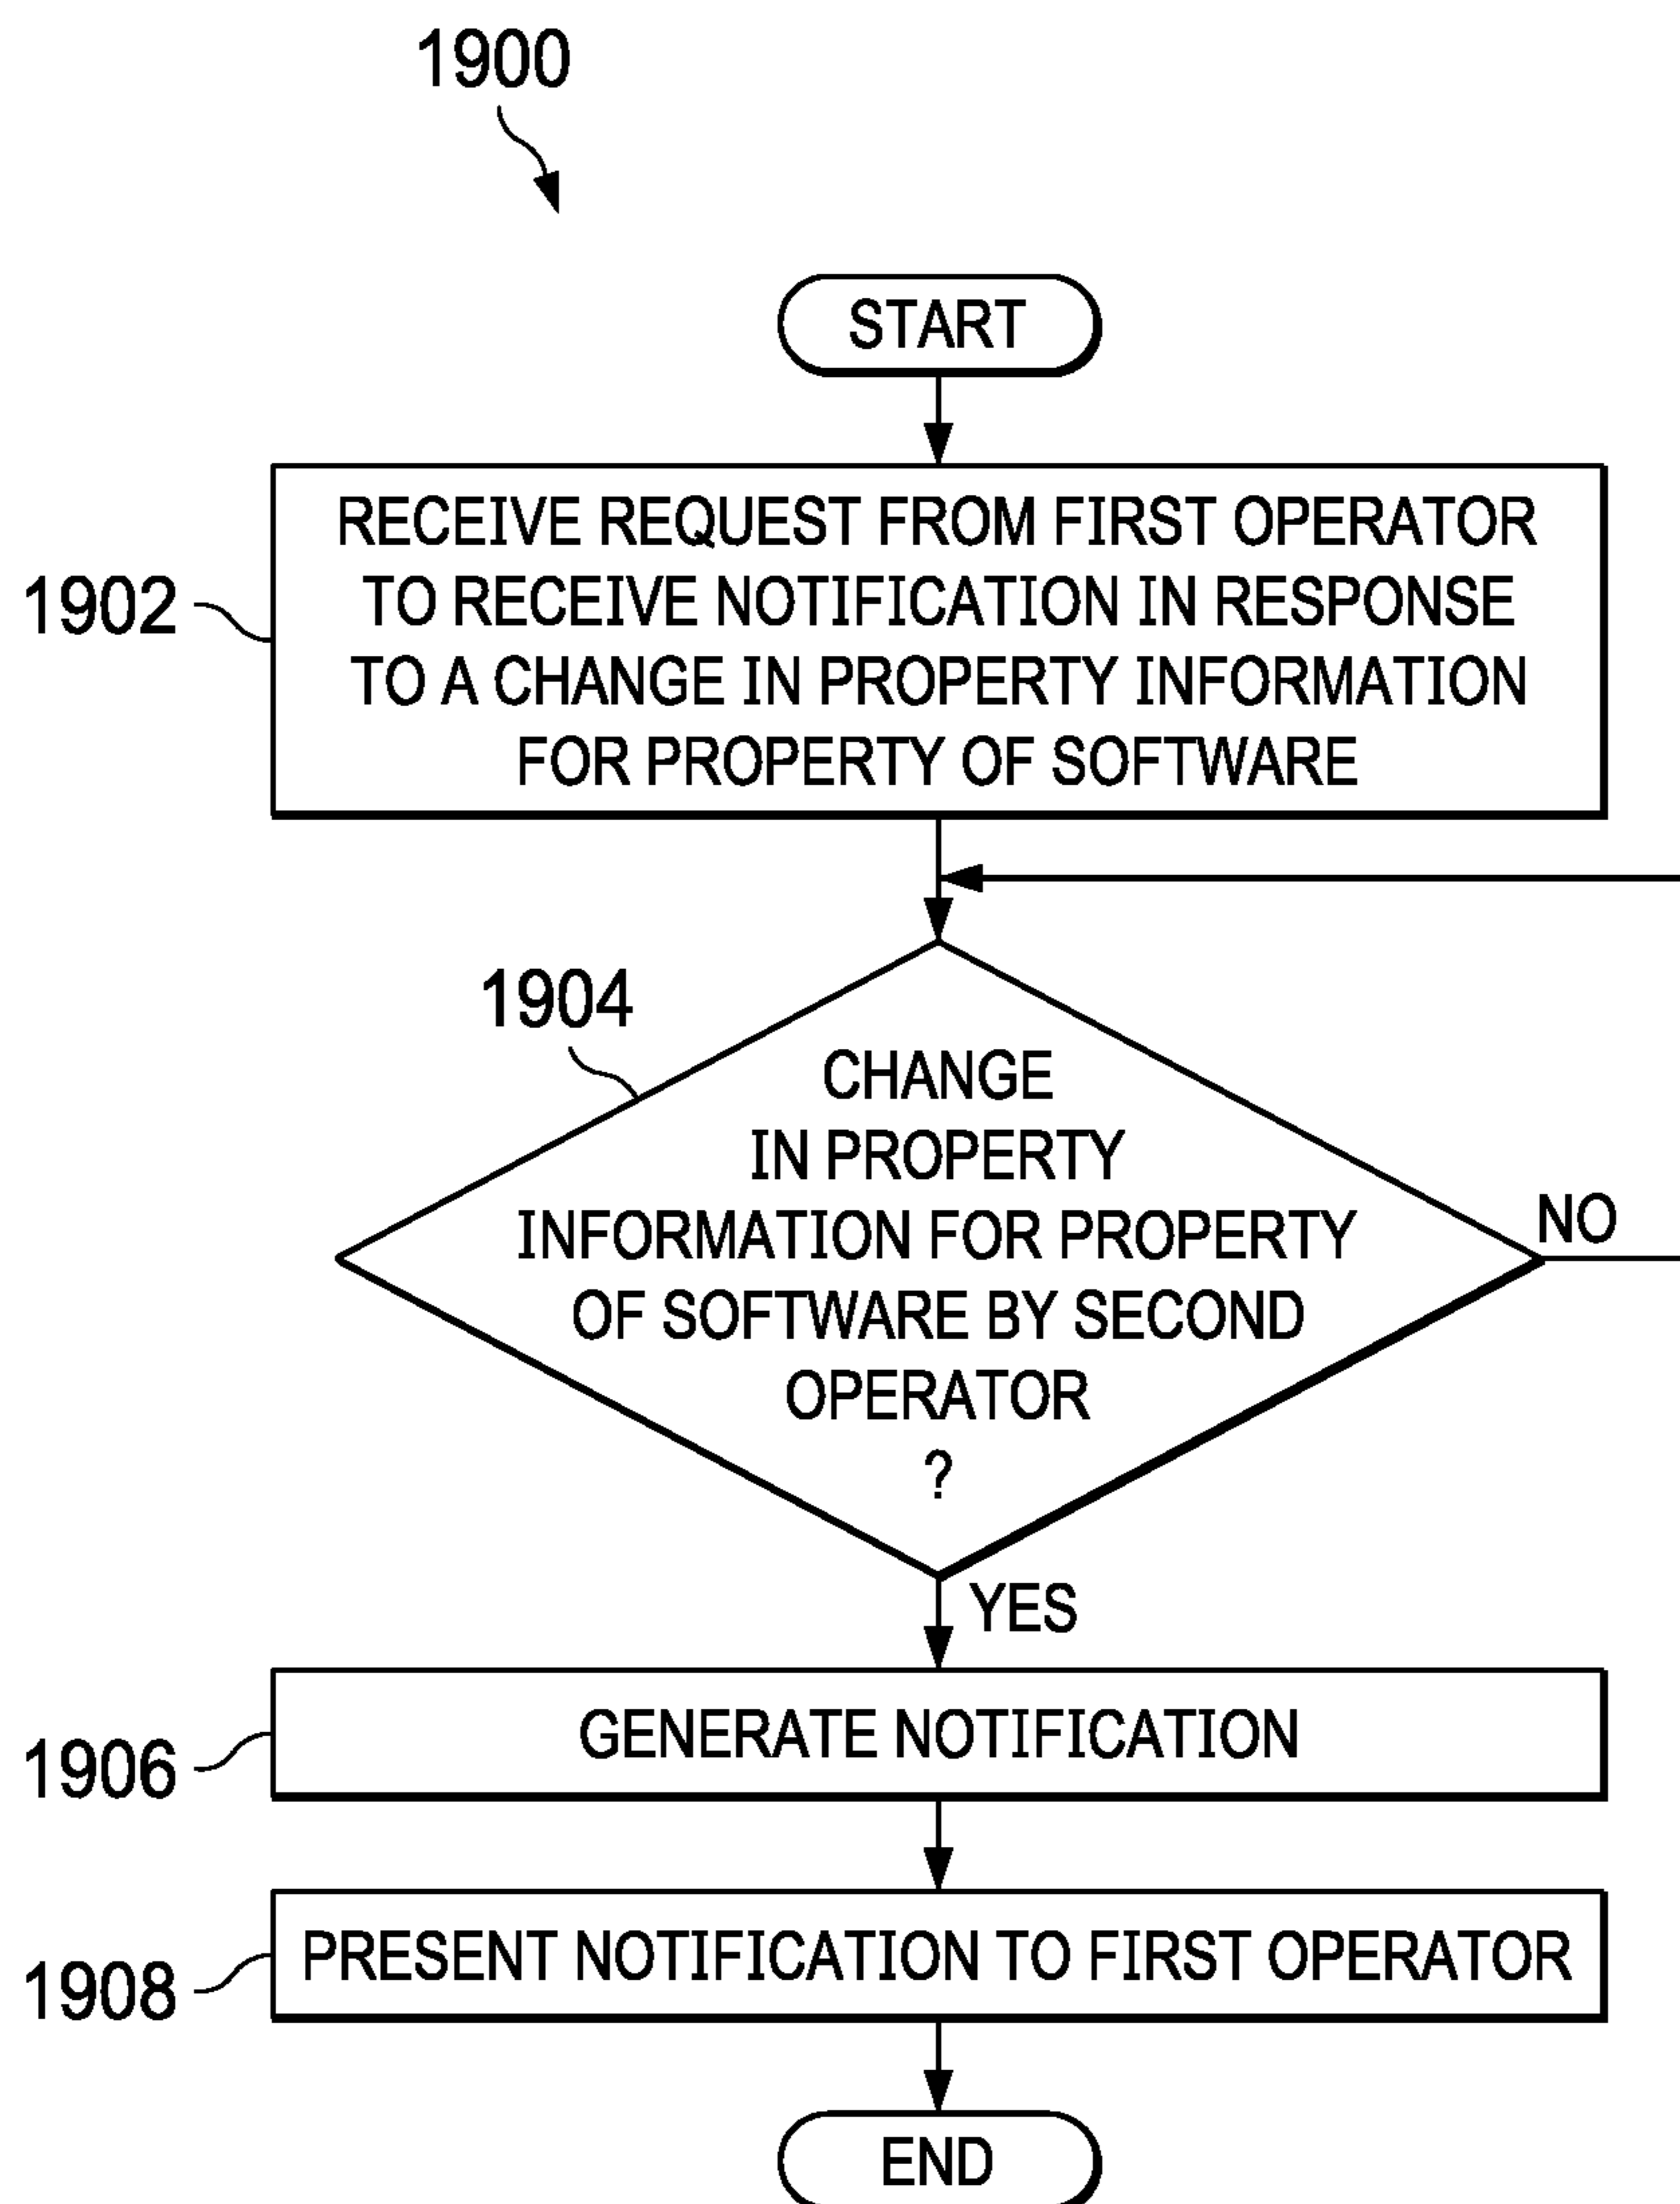 1900
START
RECEIVE REQUEST FROM FIRST OPERATOR
TO RECEIVE NOTIFICATION IN RESPONSE
TO A CHANGE IN PROPERTY INFORMATION
FOR PROPERTY OF SOFTWARE
1902
1904
CHANGE
IN PROPERTY
INFORMATION FOR PROPERTY
OF SOFTWARE BY SECOND
OPERATOR
?
NO
YES
GENERATE NOTIFICATION
1906
PRESENT NOTIFICATION TO FIRST OPERATOR
1908
END